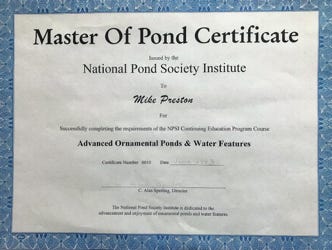 Master Of Pond Certificate
Issued by the
National Pond Society Institute
To
Mike Preston
For
Successfully completing the requirements of the NPSI Continuing Education Program Course
Advanced Ornamental Ponds & Water Features
Certificate Number 0010 Date
C. Alan Sperling, Director
The National Pond Society Institute is dedicated to the
advancement and enjoyment of ornamental ponds and water features.